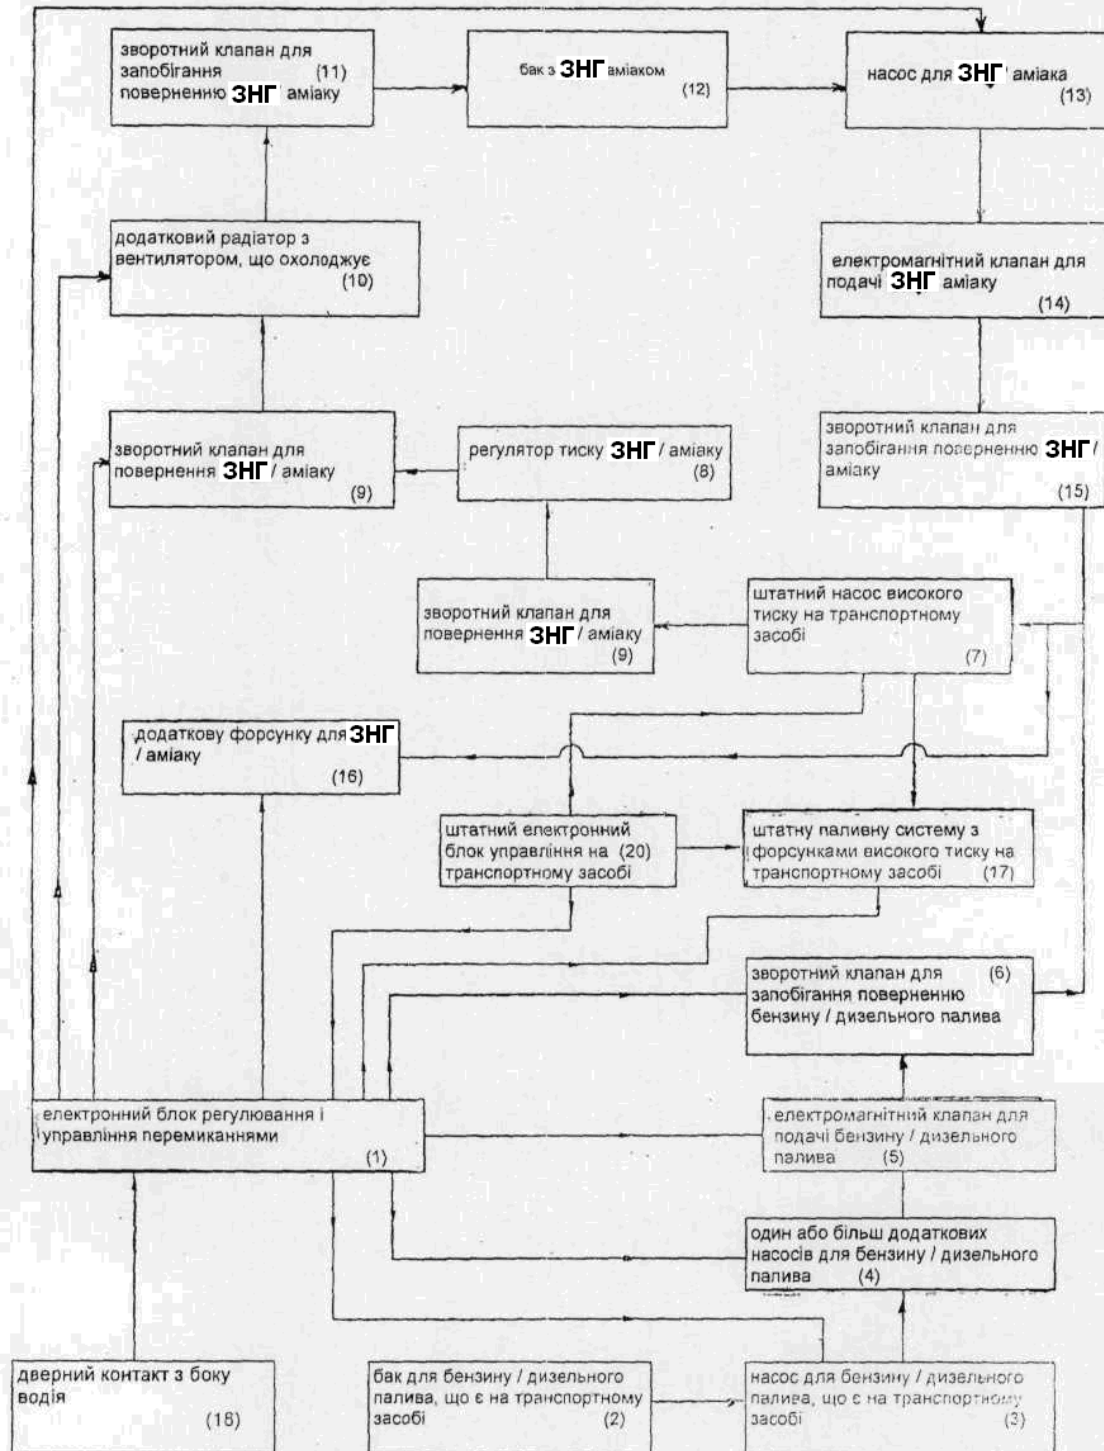 зворотний клапан для
запобігання (11)
поверненню ЗНГ аміаку
бак з ЗНГ аміаком
(12)
насос для ЗНГ аміака
(13)
додатковий радіатор з
вентилятором, що охолоджує
(10)
електромагнітний клапан для
подачі ЗНГ аміаку
(14)
зворотний клапан для
повернення ЗНГ / аміаку
(9)
регулятор тиску ЗНГ / аміаку
(8)
зворотний клапан для
запобігання поверненню ЗНГ /
аміаку
(15)
зворотний клапан для
повернення ЗНГ / аміаку
(9)
штатний насос високого
тиску на транспортному
засобі
(7)
додаткову форсунку для ЗНГ
/ аміаку
(16)
штатний електронний
блок управління на (20)
транспортному засобі
штатну паливну систему з
форсунками високого тиску на
транспортному засобі (17)
зворотний клапан для (6)
запобігання поверненню
бензину / дизельного палива
електронний блок регулювання і
управління перемиканнями
(1)
електромагнітний клапан для
подачі бензину / дизельного
палива (5)
один або більш додаткових
насосів для бензину / дизельного
палива (4)
дверний контакт з боку
водія
(18)
бак для бензину / дизельного
палива, що є на транспортному
засобі (2)
насос для бензину / дизельного
палива, що є на транспортному
засобі (3)